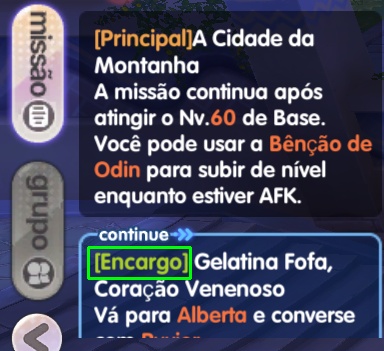 missão
grupo
[Principal]A Cidade da
Montanha
A missão continua após
atingir o Nv.60 de Base.
Você pode usar a Bênção de
Odin para subir de nível
enquanto estiver AFK.
continue
[Encargo] Gelatina Fofa,
Coração Venenoso
Vá para Alberta e converse
com